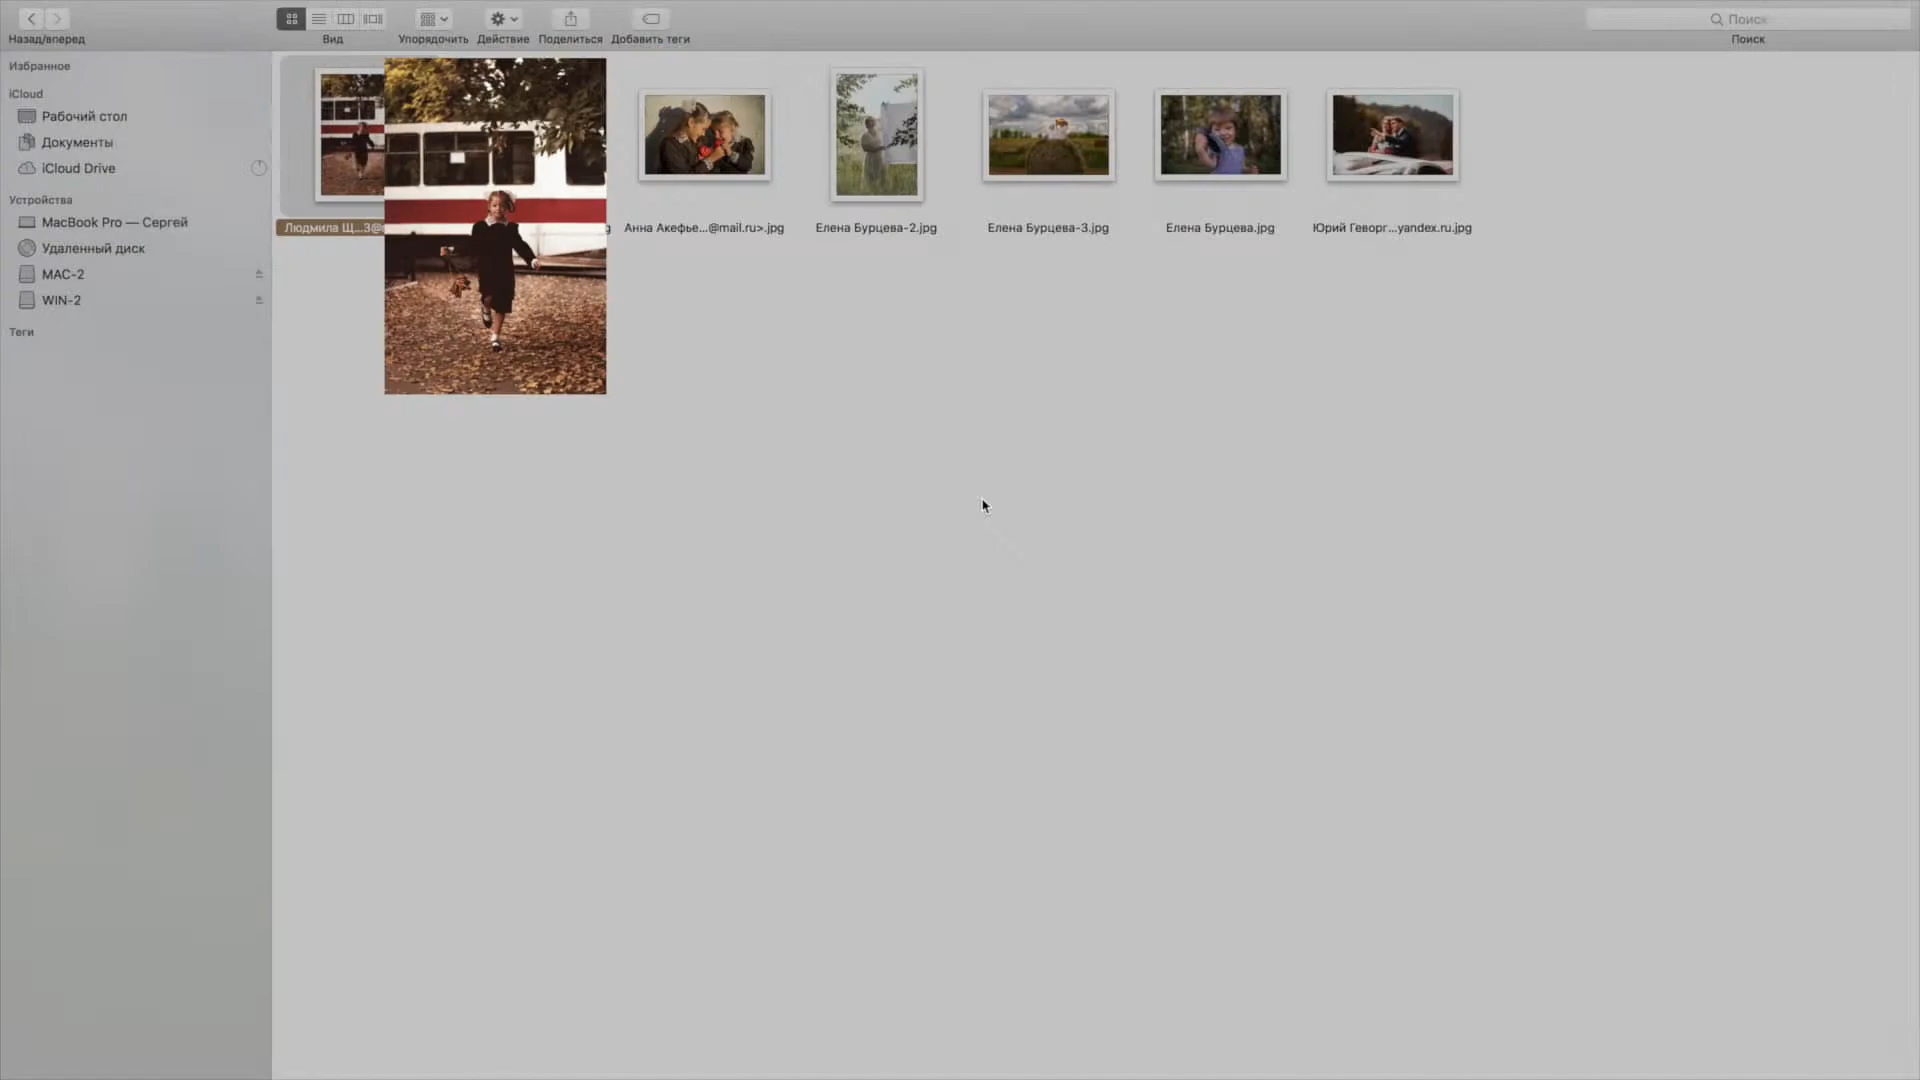 Поиск
Назад/вперед
Вид
Упорядочить
Действие
Поделиться
Добавить теги
Поиск
Избранное
iCloud
Рабочий стол
Документы
iCloud Drive
Устройства
MacBook Pro — Сергей
Удаленный диск
MAC-2
WIN-2
Теги
Людмила Щ...3@
Анна Акефье...@mail.ru>.jpg
Елена Бурцева-2.jpg
Елена Бурцева-3.jpg
Елена Бурцева.jpg
Юрий Геворг...yandex.ru.jpg